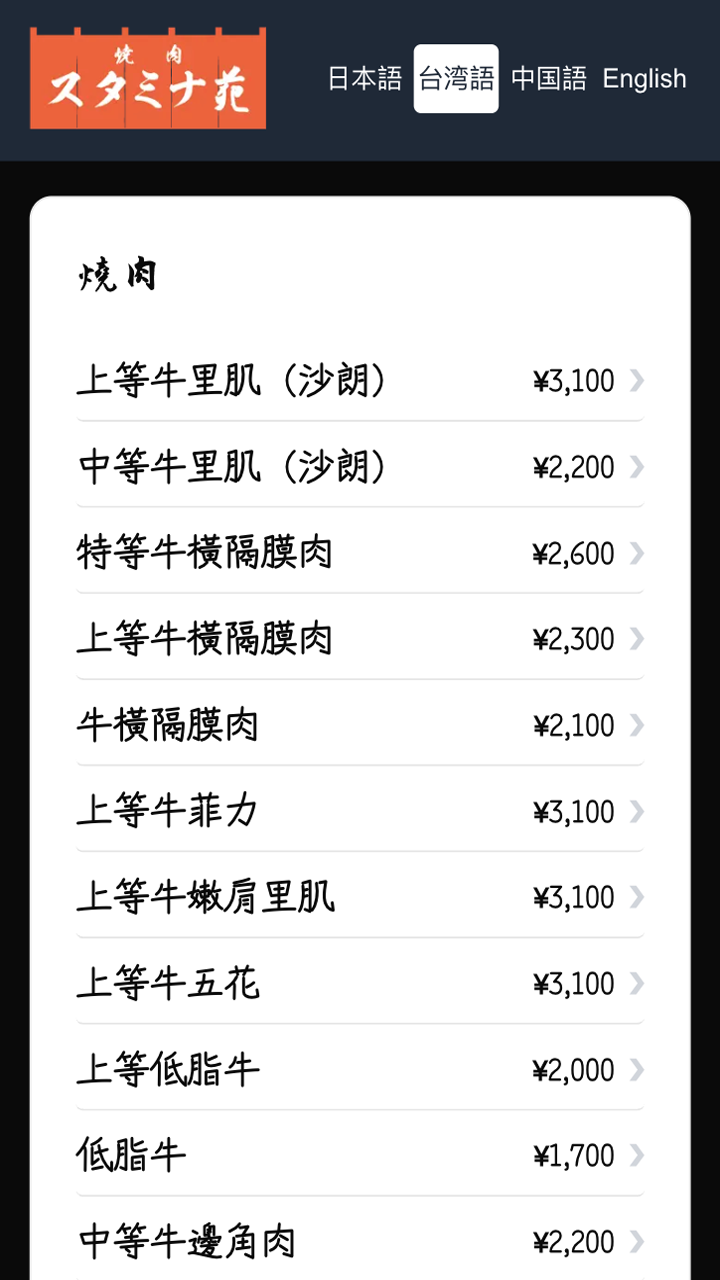 焼肉
スタミナ苑
日本語 台湾語 中国語 English
燒肉
上等牛里肌（沙朗） ¥3,100
中等牛里肌（沙朗） ¥2,200
特等牛橫隔膜肉 ¥2,600
上等牛橫隔膜肉 ¥2,300
牛橫隔膜肉 ¥2,100
上等牛菲力 ¥3,100
上等牛嫩肩里肌 ¥3,100
上等牛五花 ¥3,100
上等低脂牛 ¥2,000
低脂牛 ¥1,700
中等牛邊角肉 ¥2,200